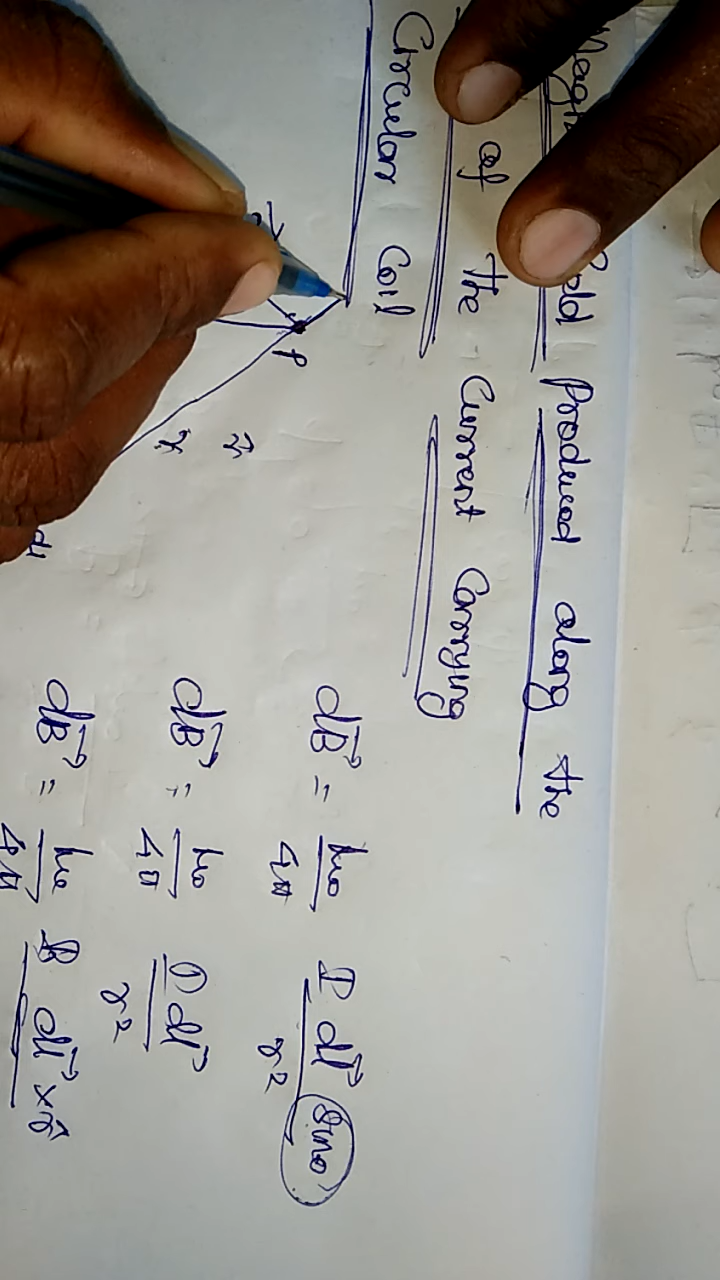 Produced along the
of the Current Carrying
Circular Coil
P
r̂
r
dl
dB⃗ = μ₀/4π I dl⃗ sinθ/r²
dB⃗ = μ₀/4π I dl⃗/r²
dB⃗ = μ₀/4π dl⃗ × r̂